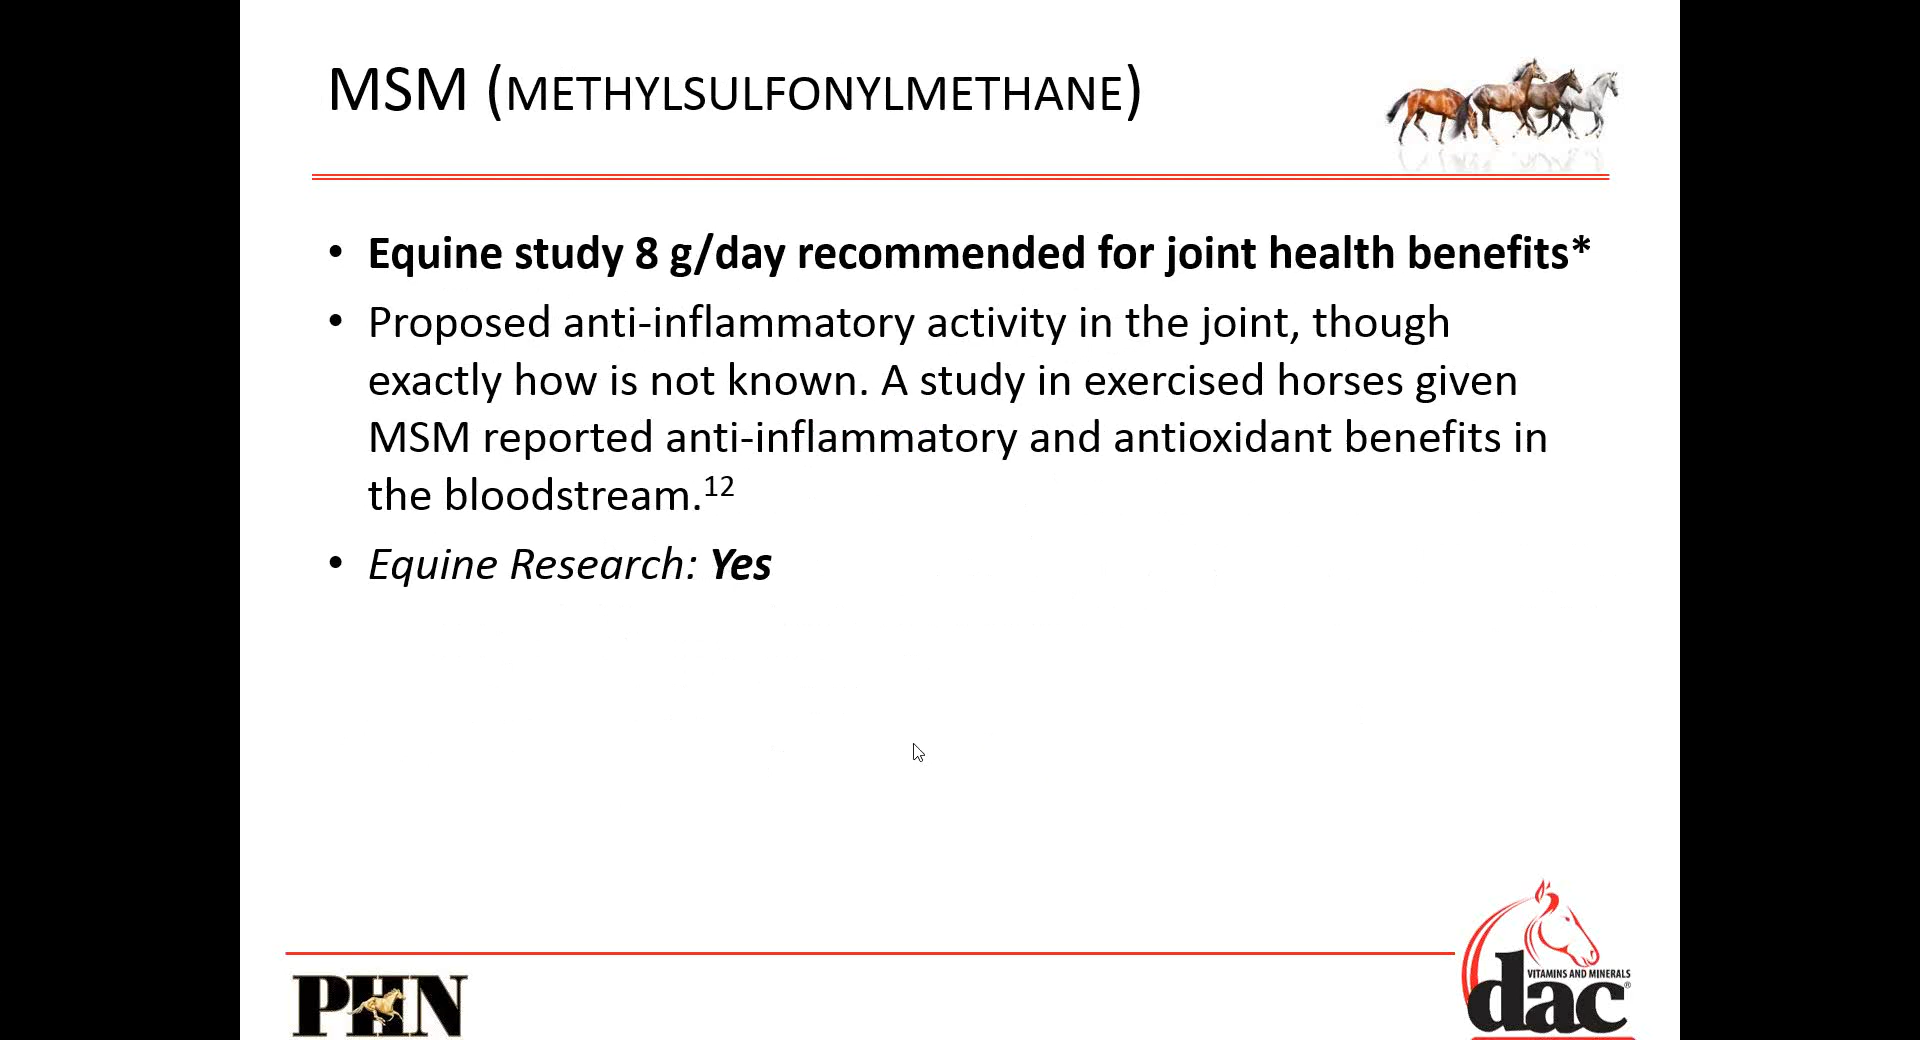 MSM (METHYLSULFONYLMETHANE)
• Equine study 8 g/day recommended for joint health benefits*
• Proposed anti-inflammatory activity in the joint, though
exactly how is not known. A study in exercised horses given
MSM reported anti-inflammatory and antioxidant benefits in
the bloodstream.¹²
• Equine Research: Yes
PHN
VITAMINS AND MINERALS
dac®